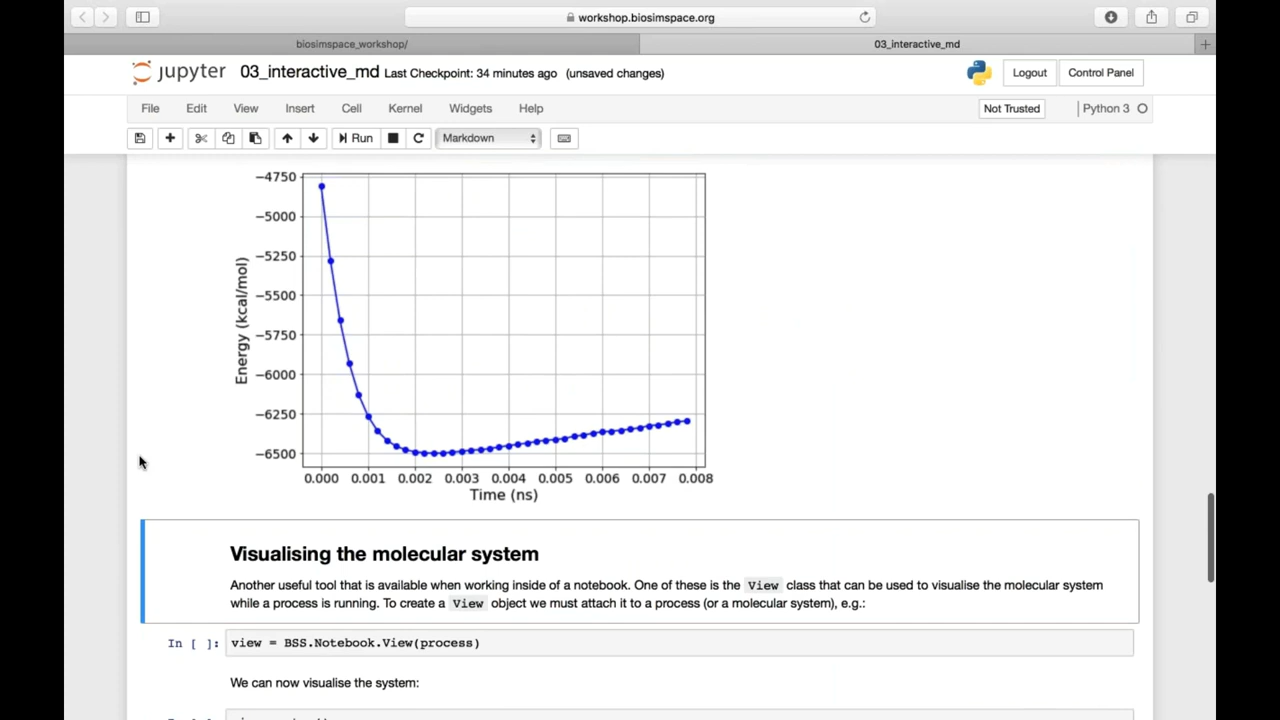 workshop.biosimspace.org
biosimspace_workshop/
03_interactive_md
jupyter 03_interactive_md Last Checkpoint: 34 minutes ago (unsaved changes)
Logout
Control Panel
File Edit View Insert Cell Kernel Widgets Help
Not Trusted
Python 3
Run
Markdown
−4750
−5000
−5250
−5500
−5750
−6000
−6250
−6500
Energy (kcal/mol)
0.000 0.001 0.002 0.003 0.004 0.005 0.006 0.007 0.008
Time (ns)
Visualising the molecular system
Another useful tool that is available when working inside of a notebook. One of these is the View class that can be used to visualise the molecular system
while a process is running. To create a View object we must attach it to a process (or a molecular system), e.g.:
In [ ]: view = BSS.Notebook.View(process)
We can now visualise the system: